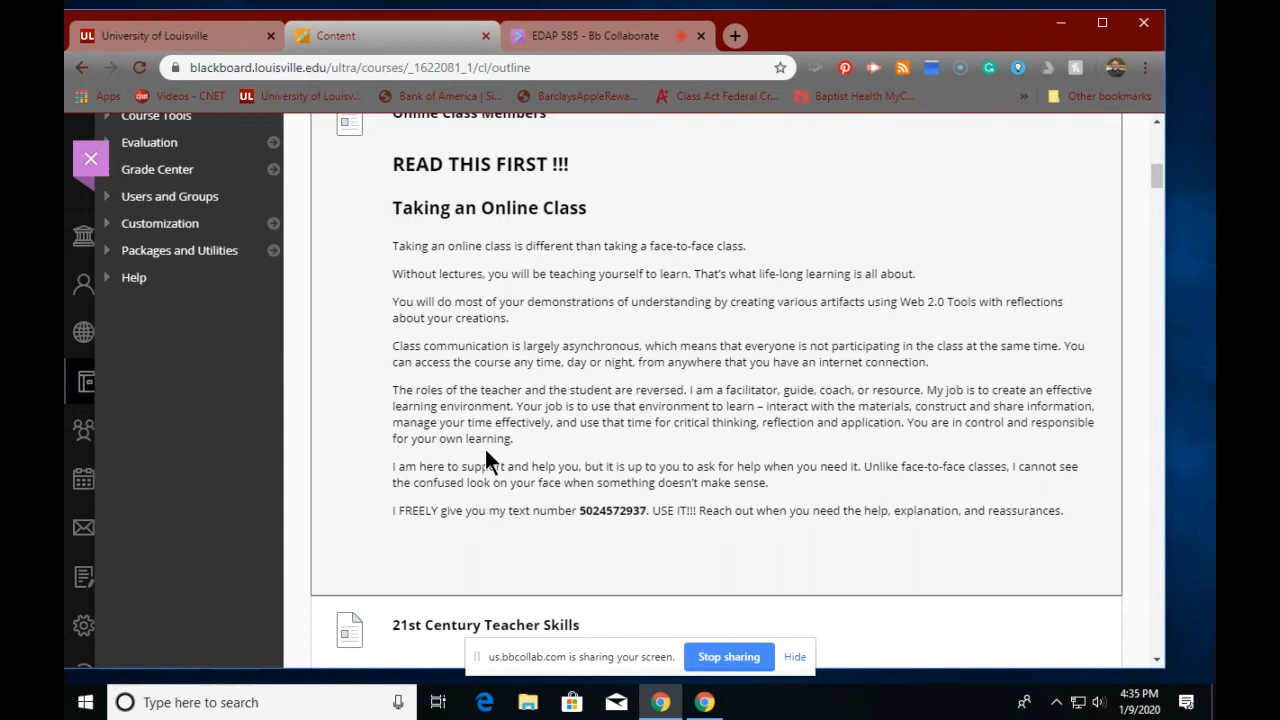 University of Louisville
Content
EDAP 585 - Bb Collaborate
blackboard.louisville.edu/ultra/courses/_1622081_1/cl/outline
Apps
Videos - CNET
University of Louisv...
Bank of America | Si...
BarclaysAppleRewa...
Class Act Federal Cr...
Baptist Health MyC...
»
Other bookmarks
Course Tools
Evaluation
Grade Center
Users and Groups
Customization
Packages and Utilities
Help
Online Class Members
READ THIS FIRST !!!
Taking an Online Class
Taking an online class is different than taking a face-to-face class.
Without lectures, you will be teaching yourself to learn. That's what life-long learning is all about.
You will do most of your demonstrations of understanding by creating various artifacts using Web 2.0 Tools with reflections
about your creations.
Class communication is largely asynchronous, which means that everyone is not participating in the class at the same time. You
can access the course any time, day or night, from anywhere that you have an internet connection.
The roles of the teacher and the student are reversed. I am a facilitator, guide, coach, or resource. My job is to create an effective
learning environment. Your job is to use that environment to learn – interact with the materials, construct and share information,
manage your time effectively, and use that time for critical thinking, reflection and application. You are in control and responsible
for your own learning.
I am here to support and help you, but it is up to you to ask for help when you need it. Unlike face-to-face classes, I cannot see
the confused look on your face when something doesn't make sense.
I FREELY give you my text number 5024572937. USE IT!!! Reach out when you need the help, explanation, and reassurances.
21st Century Teacher Skills
us.bbcollab.com is sharing your screen.
Stop sharing
Hide
Type here to search
4:35 PM
1/9/2020